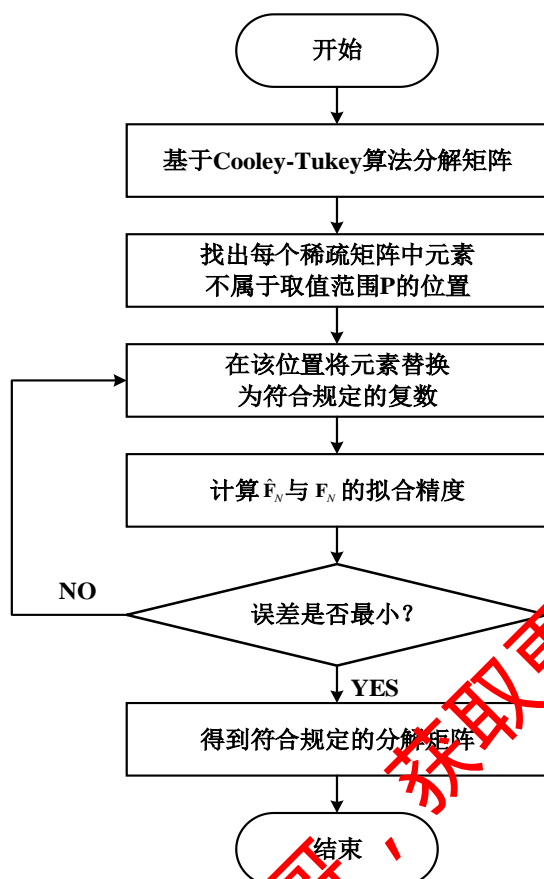 开始
基于Cooley-Tukey算法分解矩阵
找出每个稀疏矩阵中元素
不属于取值范围P的位置
在该位置将元素替换
为符合规定的复数
计算 F̂_N 与 F_N 的拟合精度
误差是否最小？
NO
YES
得到符合规定的分解矩阵
结束
，获取